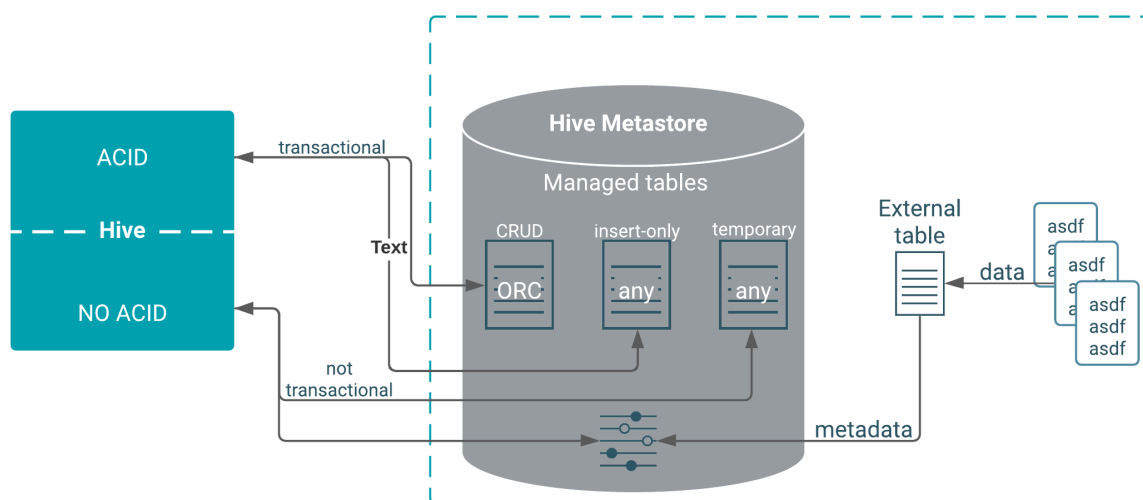 Hive Metastore
Managed tables
ACID
Hive
NO ACID
transactional
Text
not
transactional
CRUD
ORC
insert-only
any
temporary
any
External
table
data
metadata
asdf
a
a
asdf
a
a
asdf
asdf
asdf